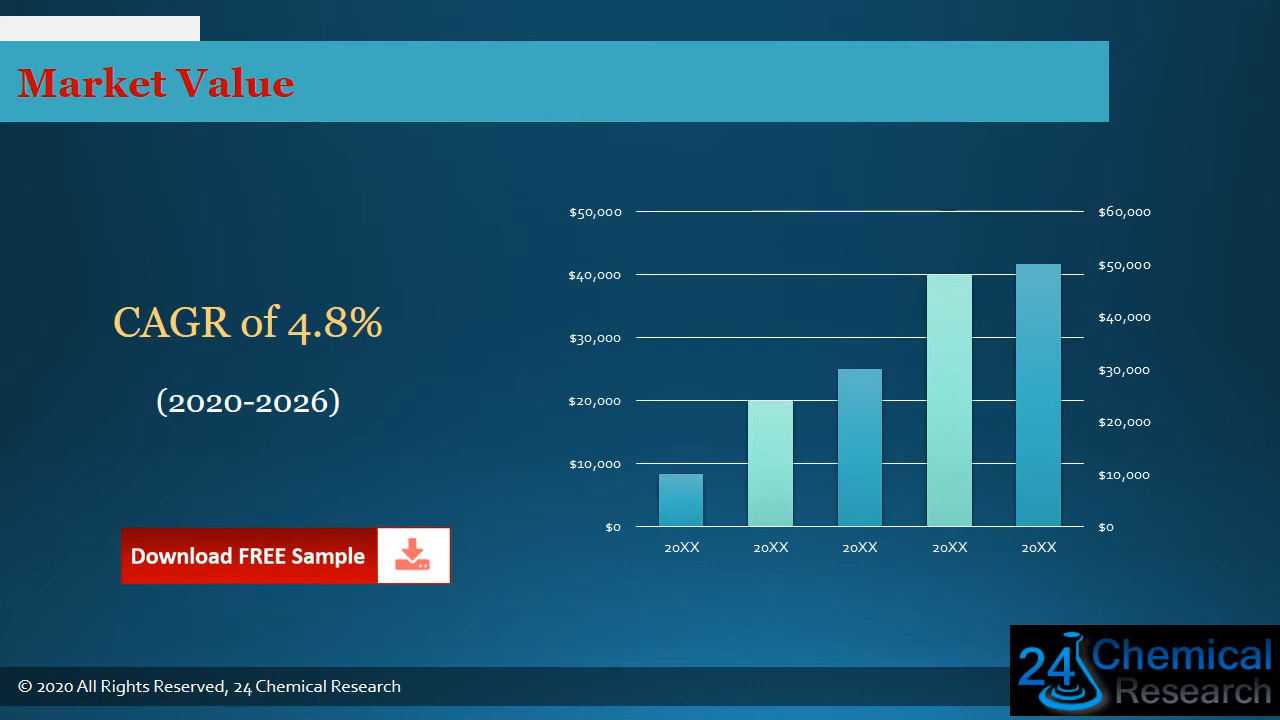 Market Value
CAGR of 4.8%
(2020-2026)
Download FREE Sample
$50,000
$40,000
$30,000
$20,000
$10,000
$0
$60,000
$50,000
$40,000
$30,000
$20,000
$10,000
$0
20XX 20XX 20XX 20XX 20XX
© 2020 All Rights Reserved, 24 Chemical Research
24 Chemical
Research